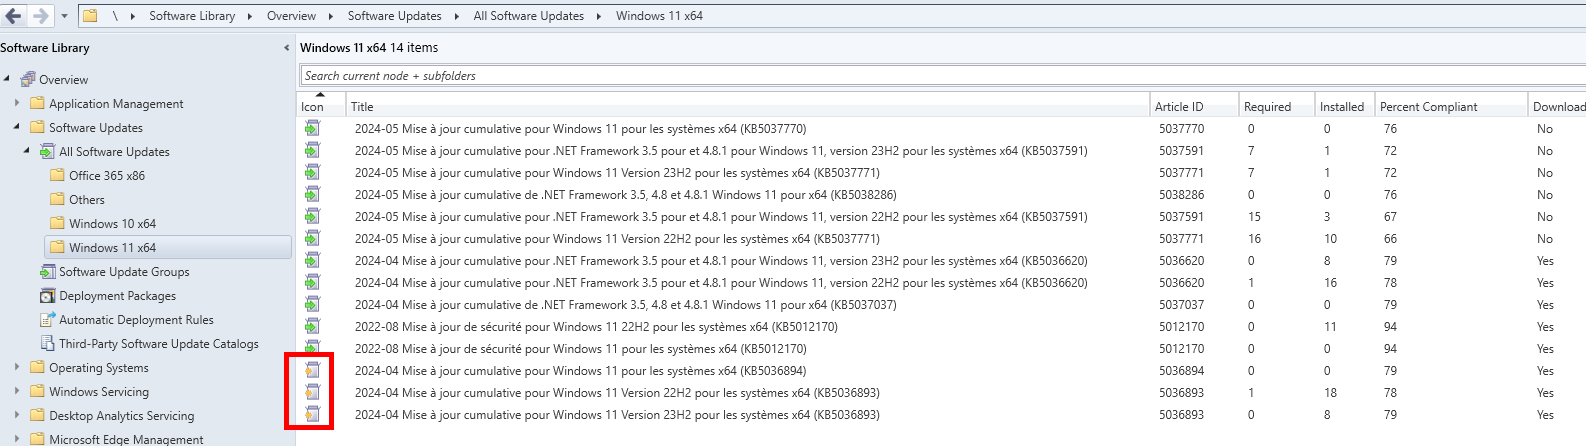 \ Software Library Overview Software Updates All Software Updates Windows 11 x64
Software Library
Overview
Application Management
Software Updates
All Software Updates
Office 365 x86
Others
Windows 10 x64
Windows 11 x64
Software Update Groups
Deployment Packages
Automatic Deployment Rules
Third-Party Software Update Catalogs
Operating Systems
Windows Servicing
Desktop Analytics Servicing
Microsoft Edge Management
Windows 11 x64 14 items
Search current node + subfolders
Icon Title Article ID Required Installed Percent Compliant Download
2024-05 Mise à jour cumulative pour Windows 11 pour les systèmes x64 (KB5037770) 5037770 0 0 76 No
2024-05 Mise à jour cumulative pour .NET Framework 3.5 pour et 4.8.1 pour Windows 11, version 23H2 pour les systèmes x64 (KB5037591) 5037591 7 1 72 No
2024-05 Mise à jour cumulative pour Windows 11 Version 23H2 pour les systèmes x64 (KB5037771) 5037771 7 1 72 No
2024-05 Mise à jour cumulative de .NET Framework 3.5, 4.8 et 4.8.1 Windows 11 pour x64 (KB5038286) 5038286 0 0 76 No
2024-05 Mise à jour cumulative pour .NET Framework 3.5 pour et 4.8.1 pour Windows 11, version 22H2 pour les systèmes x64 (KB5037591) 5037591 15 3 67 No
2024-05 Mise à jour cumulative pour Windows 11 Version 22H2 pour les systèmes x64 (KB5037771) 5037771 16 10 66 No
2024-04 Mise à jour cumulative pour .NET Framework 3.5 pour et 4.8.1 pour Windows 11, version 23H2 pour les systèmes x64 (KB5036620) 5036620 0 8 79 Yes
2024-04 Mise à jour cumulative pour .NET Framework 3.5 pour et 4.8.1 pour Windows 11, version 22H2 pour les systèmes x64 (KB5036620) 5036620 1 16 78 Yes
2024-04 Mise à jour cumulative de .NET Framework 3.5, 4.8 et 4.8.1 Windows 11 pour x64 (KB5037037) 5037037 0 0 79 Yes
2022-08 Mise à jour de sécurité pour Windows 11 22H2 pour les systèmes x64 (KB5012170) 5012170 0 11 94 Yes
2022-08 Mise à jour de sécurité pour Windows 11 pour les systèmes x64 (KB5012170) 5012170 0 0 94 Yes
2024-04 Mise à jour cumulative pour Windows 11 pour les systèmes x64 (KB5036894) 5036894 0 0 79 Yes
2024-04 Mise à jour cumulative pour Windows 11 Version 22H2 pour les systèmes x64 (KB5036893) 5036893 1 18 78 Yes
2024-04 Mise à jour cumulative pour Windows 11 Version 23H2 pour les systèmes x64 (KB5036893) 5036893 0 8 79 Yes